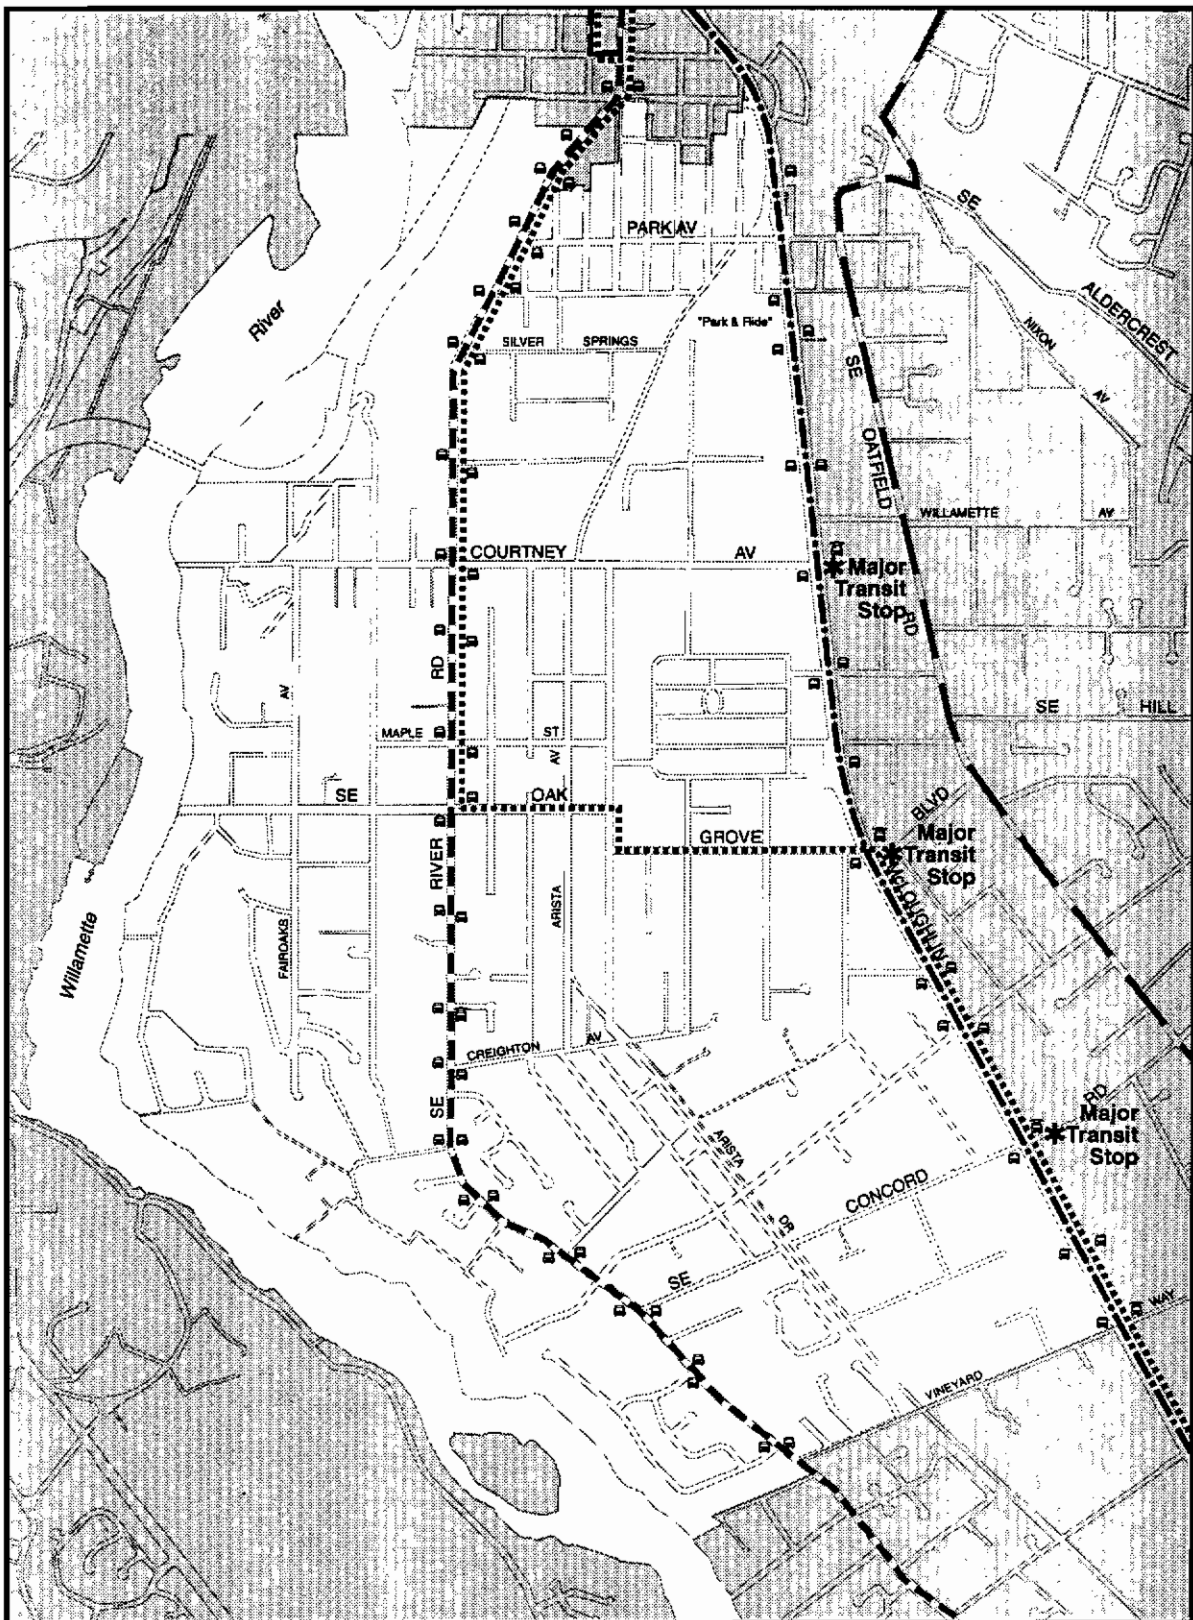 PARK AV
SE
ALDERCREST
River
"Park & Ride"
NIXON
AV
SILVER SPRINGS
SE
OATFIELD
RD
WILLAMETTE AV
COURTNEY AV
* Major
Transit
Stop
RD
AV
SE HILL
MAPLE ST
AV
SE OAK
BLVD
GROVE
* Major
Transit
Stop
RIVER
McLOUGHLIN
ARISTA
FAIROAKS
Willamette
CREIGHTON AV
SE
RD
* Major
Transit
Stop
ARISTA
DR
CONCORD
SE
WAY
VINEYARD